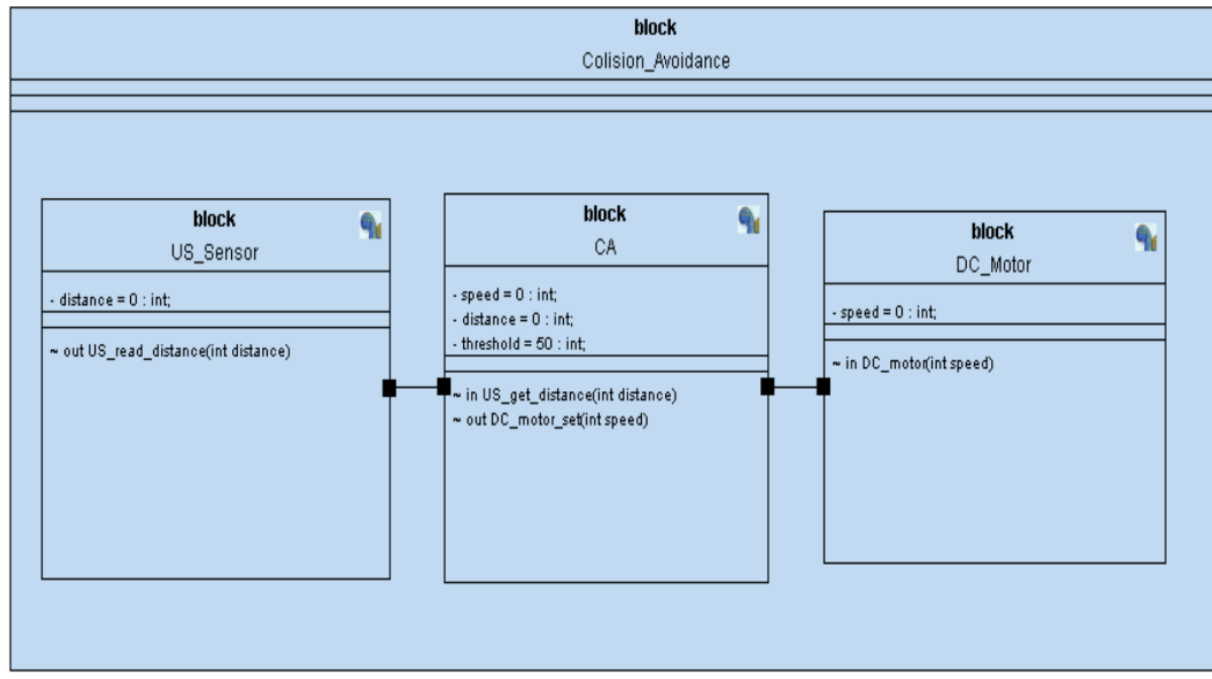 block
Colision_Avoidance
block
US_Sensor
- distance = 0 : int;
~ out US_read_distance(int distance)
block
CA
- speed = 0 : int;
- distance = 0 : int;
- threshold = 50 : int;
~ in US_get_distance(int distance)
~ out DC_motor_set(int speed)
block
DC_Motor
- speed = 0 : int;
~ in DC_motor(int speed)